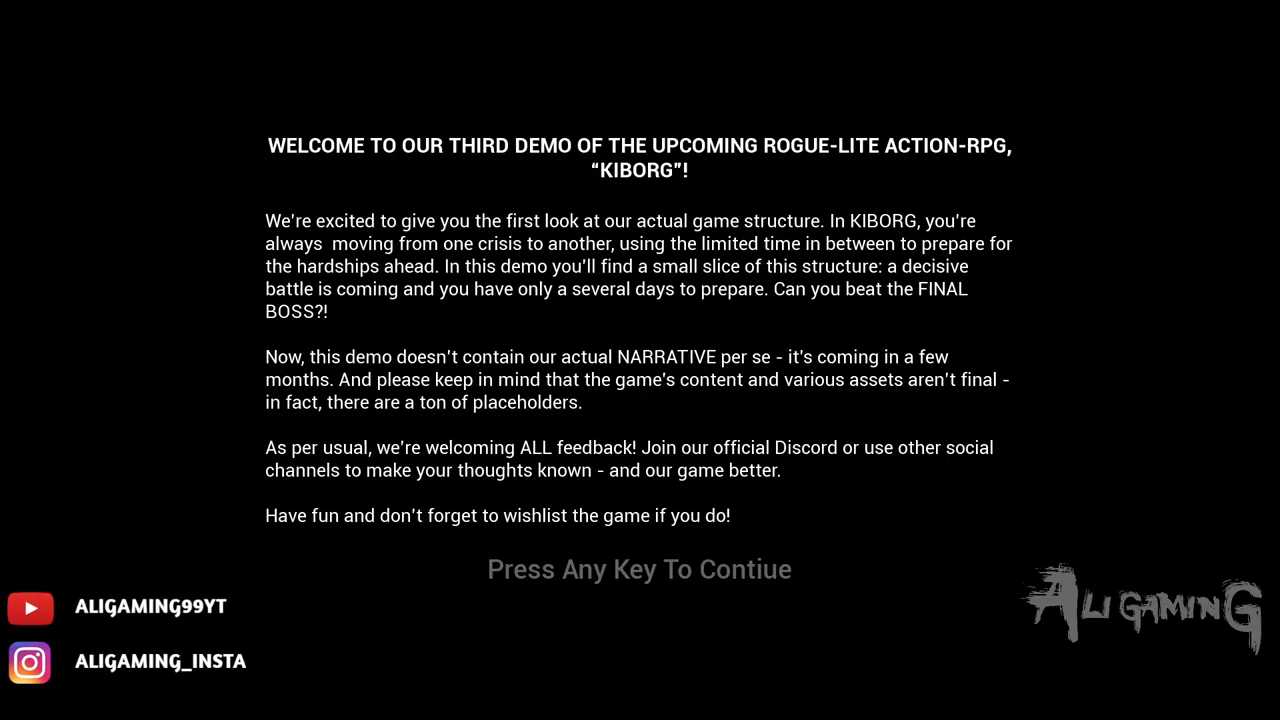 WELCOME TO OUR THIRD DEMO OF THE UPCOMING ROGUE-LITE ACTION-RPG,
“KIBORG”!
We're excited to give you the first look at our actual game structure. In KIBORG, you're
always  moving from one crisis to another, using the limited time in between to prepare for
the hardships ahead. In this demo you'll find a small slice of this structure: a decisive
battle is coming and you have only a several days to prepare. Can you beat the FINAL
BOSS?!
Now, this demo doesn't contain our actual NARRATIVE per se - it's coming in a few
months. And please keep in mind that the game's content and various assets aren't final -
in fact, there are a ton of placeholders.
As per usual, we're welcoming ALL feedback! Join our official Discord or use other social
channels to make your thoughts known - and our game better.
Have fun and don't forget to wishlist the game if you do!
Press Any Key To Contiue
ALIGAMING99YT
ALIGAMING_INSTA
ALI GAMING